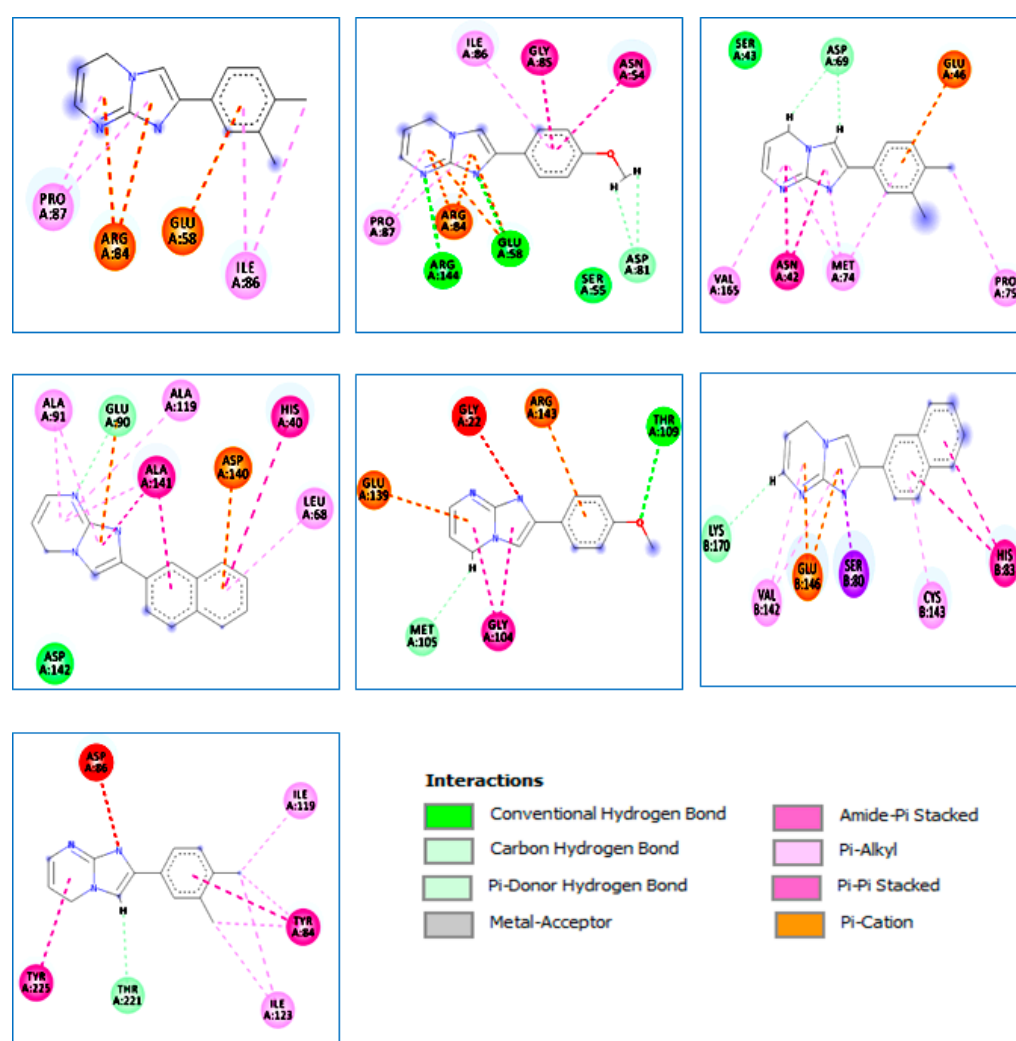 PRO
A:87
ARG
A:84
GLU
A:58
ILE
A:86
N
N
N
ILE
A:86
GLY
A:85
ASN
A:54
PRO
A:87
ARG
A:84
ARG
A:144
GLU
A:58
SER
A:55
ASP
A:81
N
N
N
O
H
H
SER
A:43
ASP
A:69
GLU
A:46
H
H
N
N
N
VAL
A:165
ASN
A:42
MET
A:74
PRO
A:75
ALA
A:91
GLU
A:90
ALA
A:119
HIS
A:40
ALA
A:141
ASP
A:140
LEU
A:68
N
N
N
ASP
A:142
GLY
A:22
ARG
A:143
THR
A:109
GLU
A:139
N
N
N
O
H
MET
A:105
GLY
A:104
N
H
N
N
LYS
B:170
VAL
B:142
GLU
B:146
SER
B:80
CYS
B:143
HIS
B:83
ASP
A:86
ILE
A:119
N
N
N
H
TYR
A:84
TYR
A:225
THR
A:221
ILE
A:123
Interactions
Conventional Hydrogen Bond
Carbon Hydrogen Bond
Pi-Donor Hydrogen Bond
Metal-Acceptor
Amide-Pi Stacked
Pi-Alkyl
Pi-Pi Stacked
Pi-Cation